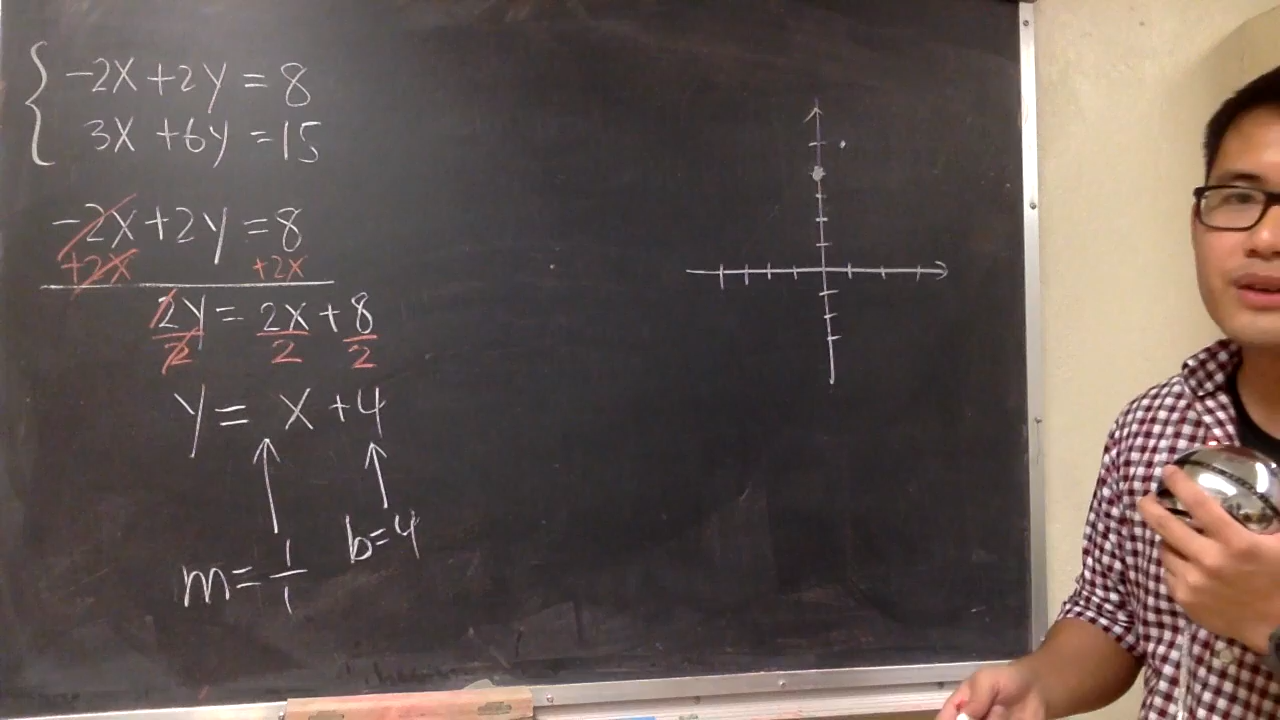 -2X+2Y=8
3X+6Y=15
-2X+2Y=8
+2X +2X
2Y=2X+8
2 2 2
Y=X+4
b=4
m=1/1